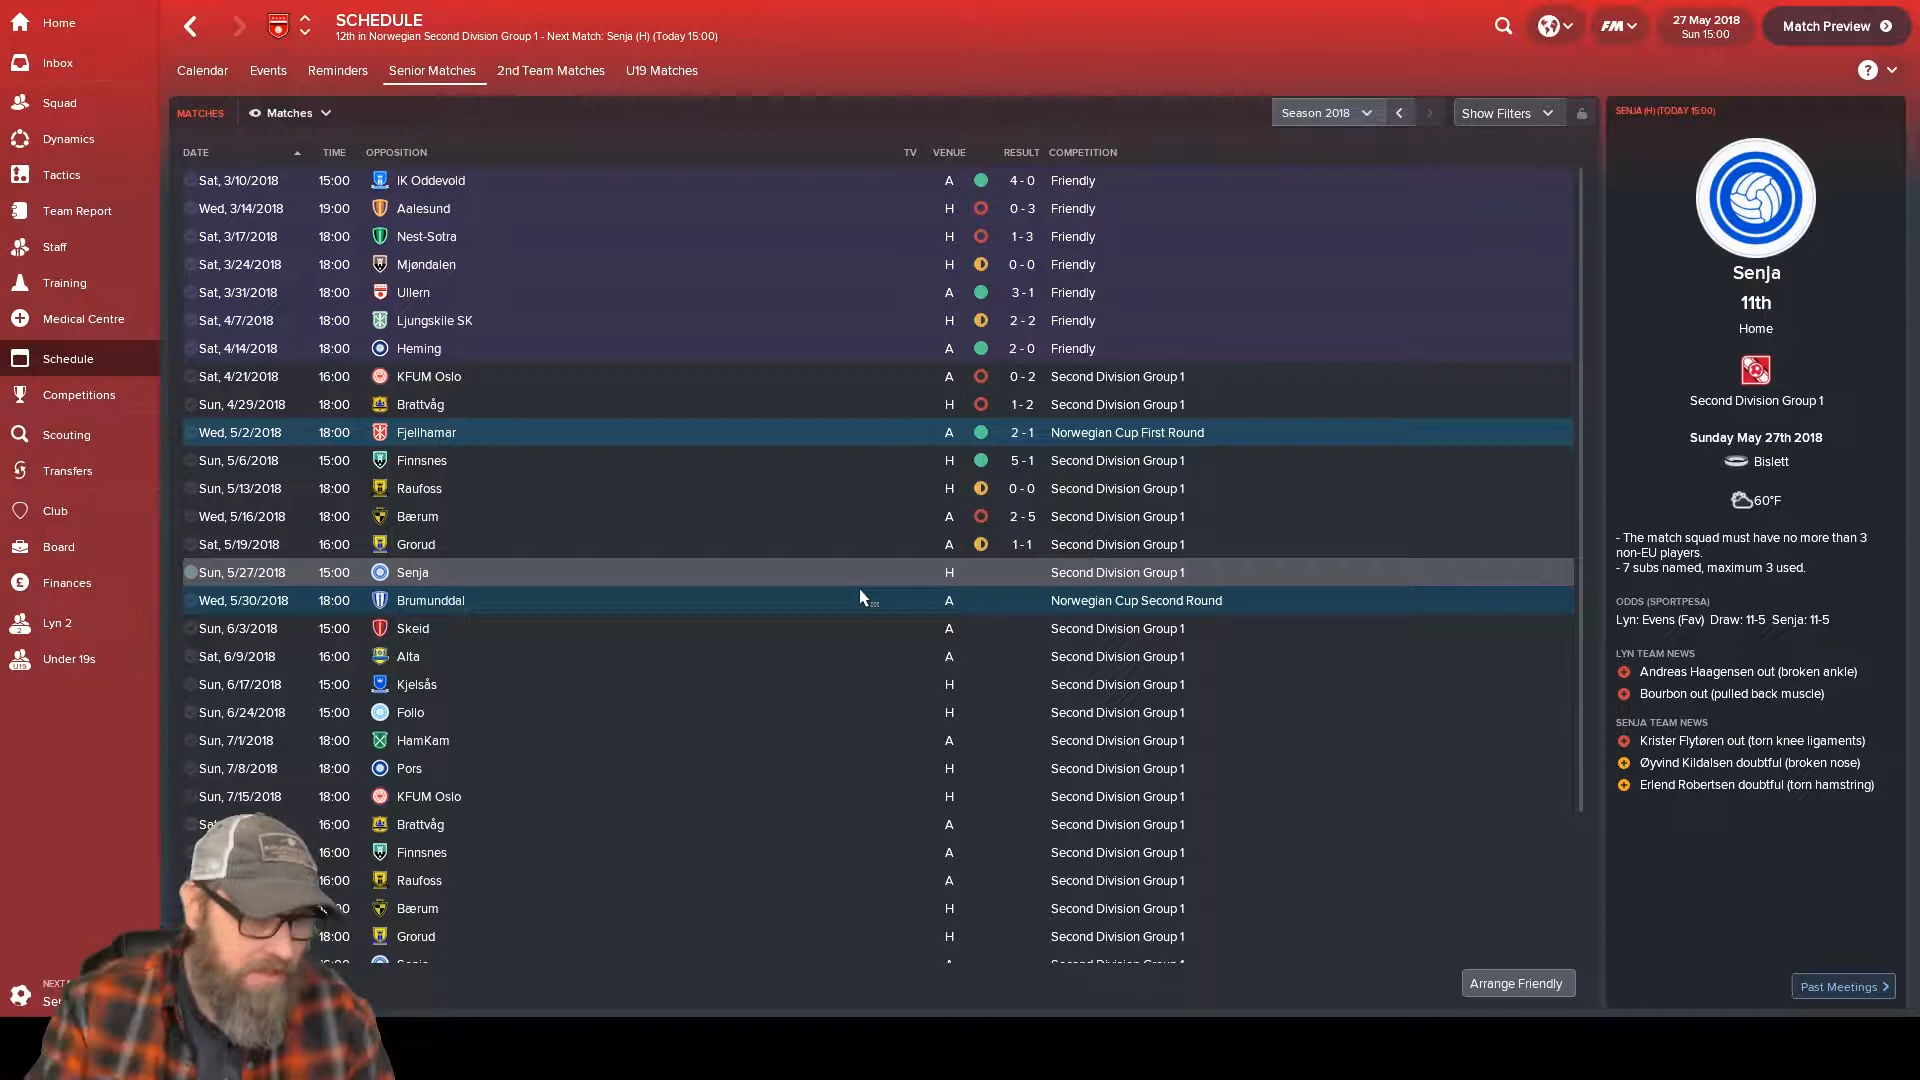 Home
Inbox
Squad
Dynamics
Tactics
Team Report
Staff
Training
Medical Centre
Schedule
Competitions
Scouting
Transfers
Club
Board
Finances
Lyn 2
Under 19s
SCHEDULE
12th in Norwegian Second Division Group 1 - Next Match: Senja (H) (Today 15:00)
FM
27 May 2018
Sun 15:00
Match Preview
Calendar Events Reminders Senior Matches 2nd Team Matches U19 Matches
MATCHES Matches Season 2018 Show Filters
DATE TIME OPPOSITION TV VENUE RESULT COMPETITION
Sat, 3/10/2018 15:00 IK Oddevold A 4 - 0 Friendly
Wed, 3/14/2018 19:00 Aalesund H 0 - 3 Friendly
Sat, 3/17/2018 18:00 Nest-Sotra H 1 - 3 Friendly
Sat, 3/24/2018 18:00 Mjøndalen H 0 - 0 Friendly
Sat, 3/31/2018 18:00 Ullern A 3 - 1 Friendly
Sat, 4/7/2018 18:00 Ljungskile SK H 2 - 2 Friendly
Sat, 4/14/2018 18:00 Heming A 2 - 0 Friendly
Sat, 4/21/2018 16:00 KFUM Oslo A 0 - 2 Second Division Group 1
Sun, 4/29/2018 18:00 Brattvåg H 1 - 2 Second Division Group 1
Wed, 5/2/2018 18:00 Fjellhamar A 2 - 1 Norwegian Cup First Round
Sun, 5/6/2018 15:00 Finnsnes H 5 - 1 Second Division Group 1
Sun, 5/13/2018 18:00 Raufoss H 0 - 0 Second Division Group 1
Wed, 5/16/2018 18:00 Bærum A 2 - 5 Second Division Group 1
Sat, 5/19/2018 16:00 Grorud A 1 - 1 Second Division Group 1
Sun, 5/27/2018 15:00 Senja H Second Division Group 1
Wed, 5/30/2018 18:00 Brumunddal A Norwegian Cup Second Round
Sun, 6/3/2018 15:00 Skeid A Second Division Group 1
Sat, 6/9/2018 16:00 Alta A Second Division Group 1
Sun, 6/17/2018 15:00 Kjelsås H Second Division Group 1
Sun, 6/24/2018 15:00 Follo H Second Division Group 1
Sun, 7/1/2018 18:00 HamKam A Second Division Group 1
Sun, 7/8/2018 18:00 Pors H Second Division Group 1
Sun, 7/15/2018 18:00 KFUM Oslo H Second Division Group 1
16:00 Brattvåg A Second Division Group 1
16:00 Finnsnes A Second Division Group 1
16:00 Raufoss A Second Division Group 1
Bærum H Second Division Group 1
18:00 Grorud H Second Division Group 1
Arrange Friendly
SENJA (H) (TODAY 15:00)
Senja
11th
Home
Second Division Group 1
Sunday May 27th 2018
Bislett
60°F
- The match squad must have no more than 3
non-EU players.
- 7 subs named, maximum 3 used.
ODDS (SPORTPESA)
Lyn: Evens (Fav) Draw: 11-5 Senja: 11-5
LYN TEAM NEWS
Andreas Haagensen out (broken ankle)
Bourbon out (pulled back muscle)
SENJA TEAM NEWS
Krister Flytøren out (torn knee ligaments)
Øyvind Kildalsen doubtful (broken nose)
Erlend Robertsen doubtful (torn hamstring)
Past Meetings